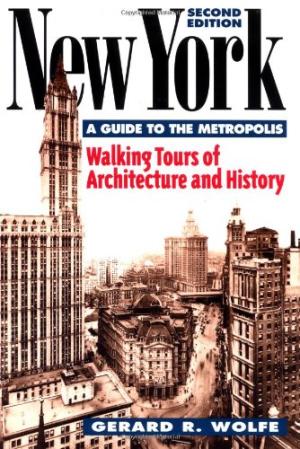 SECOND
EDITION
New York
A GUIDE TO THE METROPOLIS
Walking Tours of
Architecture and History
GERARD R. WOLFE